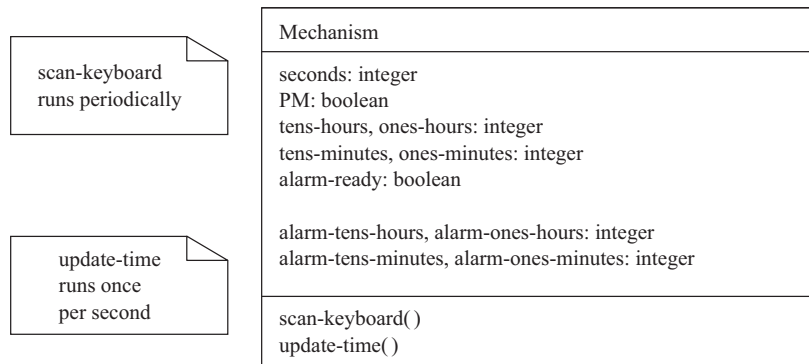 scan-keyboard
runs periodically
update-time
runs once
per second
Mechanism
seconds: integer
PM: boolean
tens-hours, ones-hours: integer
tens-minutes, ones-minutes: integer
alarm-ready: boolean
alarm-tens-hours, alarm-ones-hours: integer
alarm-tens-minutes, alarm-ones-minutes: integer
scan-keyboard( )
update-time( )